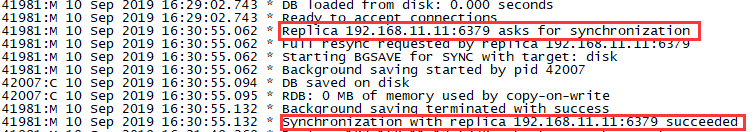 41981:M 10 Sep 2019 16:29:02.743 * DB loaded from disk: 0.000 seconds
41981:M 10 Sep 2019 16:29:02.743 * Ready to accept connections
41981:M 10 Sep 2019 16:30:55.062 * Replica 192.168.11.11:6379 asks for synchronization
41981:M 10 Sep 2019 16:30:55.062 * Full resync requested by replica 192.168.11.11:6379
41981:M 10 Sep 2019 16:30:55.062 * Starting BGSAVE for SYNC with target: disk
41981:M 10 Sep 2019 16:30:55.062 * Background saving started by pid 42007
42007:C 10 Sep 2019 16:30:55.094 * DB saved on disk
42007:C 10 Sep 2019 16:30:55.095 * RDB: 0 MB of memory used by copy-on-write
41981:M 10 Sep 2019 16:30:55.132 * Background saving terminated with success
41981:M 10 Sep 2019 16:30:55.132 * Synchronization with replica 192.168.11.11:6379 succeeded